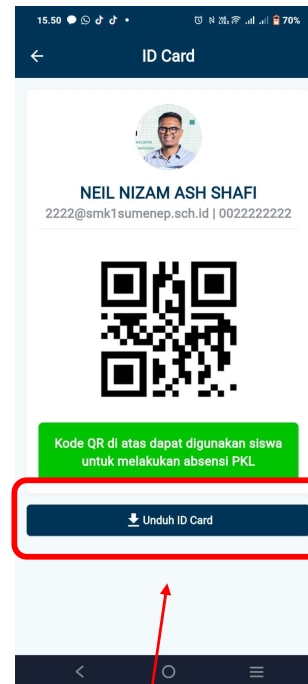 15.50
70%
ID Card
NEIL NIZAM ASH SHAFI
2222@smk1sumenep.sch.id | 0022222222
Kode QR di atas dapat digunakan siswa
untuk melakukan absensi PKL
Unduh ID Card